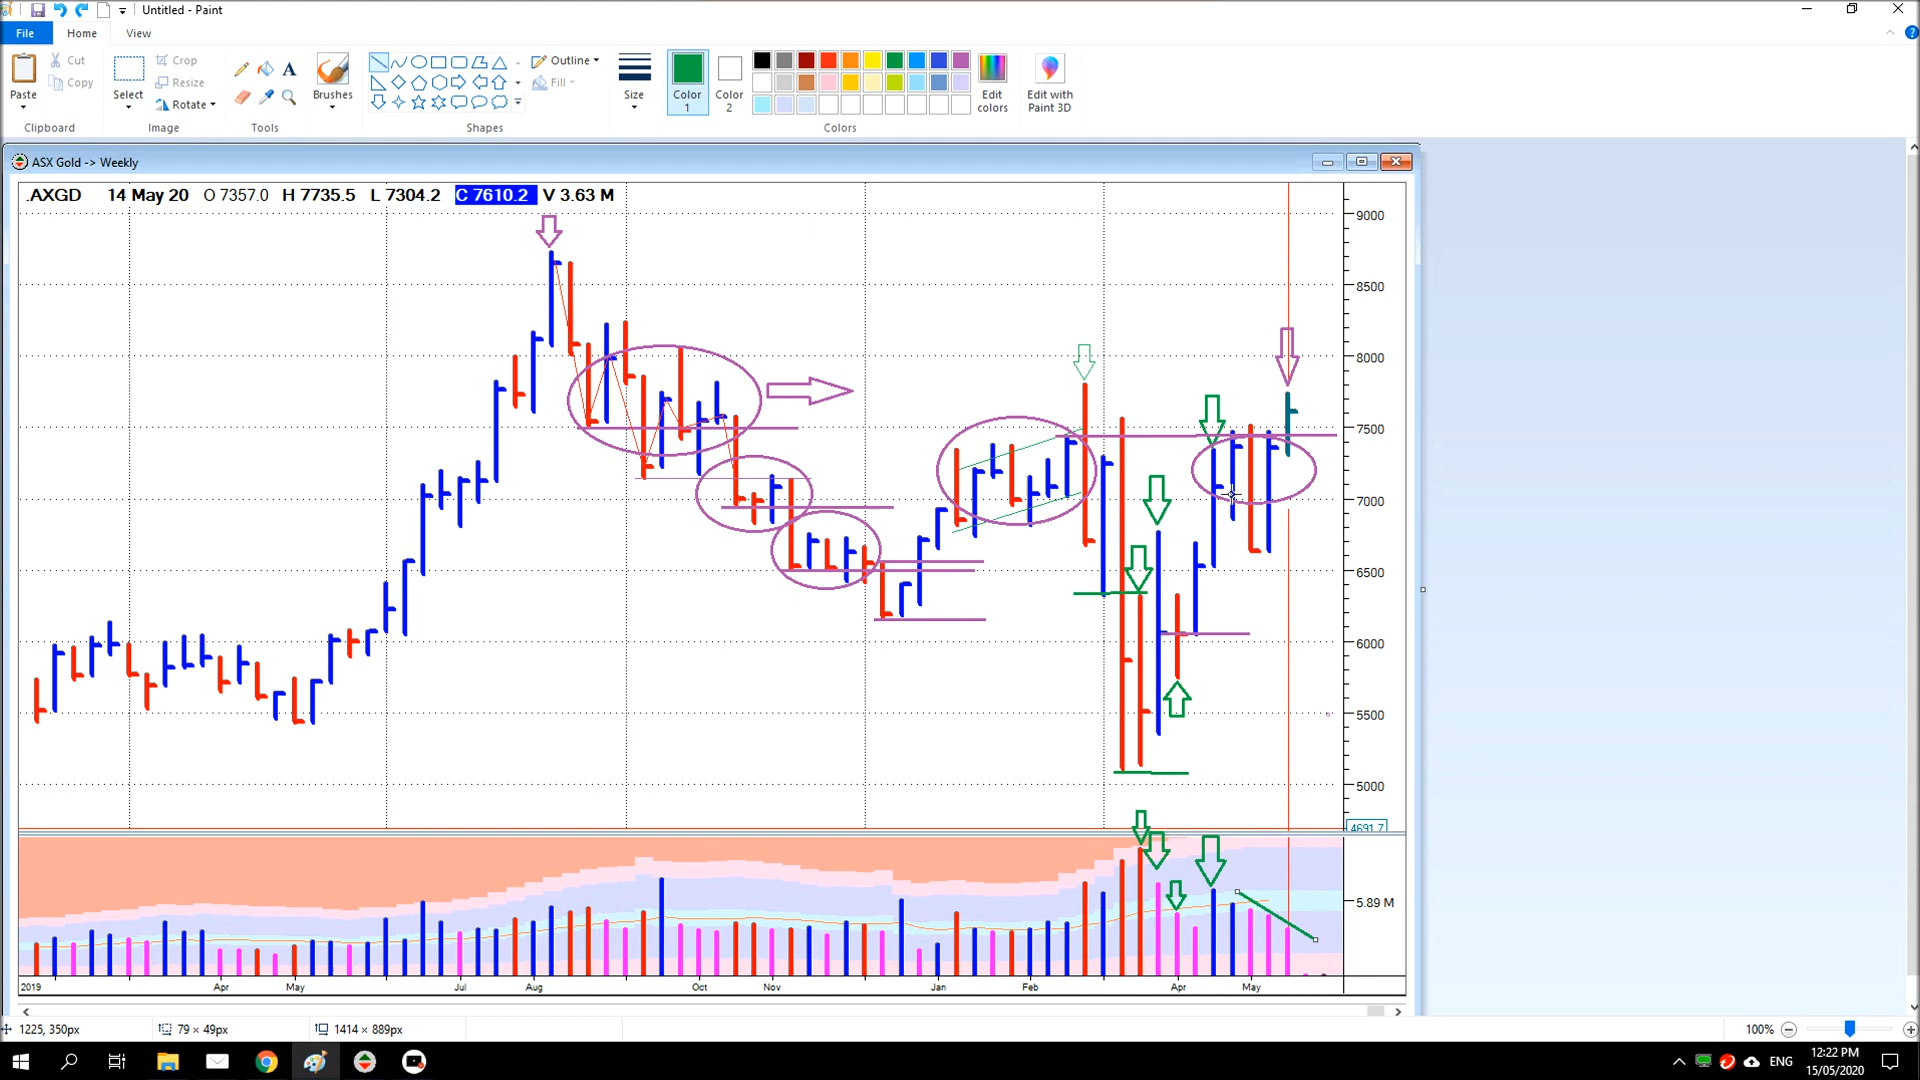 Untitled - Paint
File
Home
View
Paste
Cut
Copy
Clipboard
Select
Crop
Resize
Rotate
Image
A
Tools
Brushes
Outline
Fill
Shapes
Size
Color
1
Color
2
Edit
colors
Edit with
Paint 3D
Colors
ASX Gold -> Weekly
.AXGD 14 May 20 O 7357.0 H 7735.5 L 7304.2 C 7610.2 V 3.63 M
9000
8500
8000
7500
7000
6500
6000
5500
5000
4691.7
5.89 M
2019 Apr May Jul Aug Oct Nov Jan Feb Apr May
1225, 350px
79 × 49px
1414 × 889px
100%
ENG
12:22 PM
15/05/2020